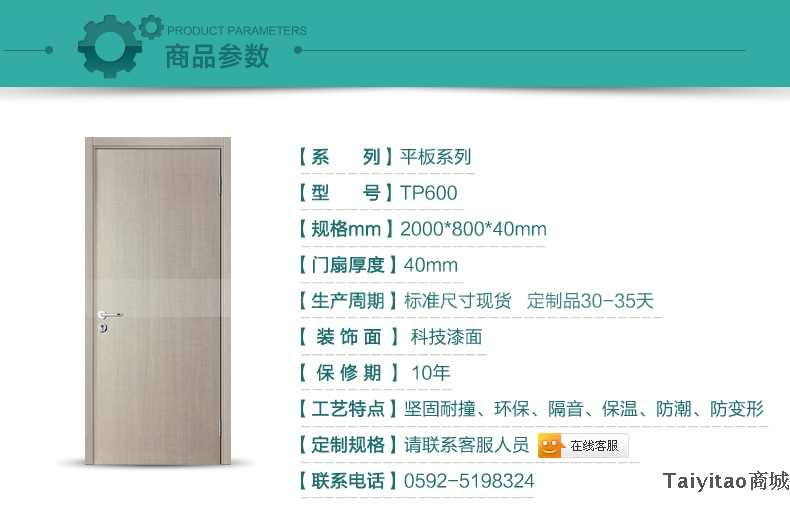 PRODUCT PARAMETERS
商品参数
【系 列】平板系列
【型 号】TP600
【规格mm】2000*800*40mm
【门扇厚度】40mm
【生产周期】标准尺寸现货 定制品30-35天
【装饰面】科技漆面
【保修期】10年
【工艺特点】坚固耐撞、环保、隔音、保温、防潮、防变形
【定制规格】请联系客服人员 在线客服
【联系电话】0592-5198324
Taiyitao商城